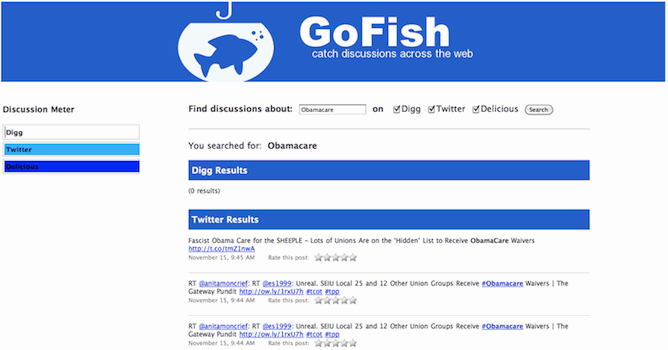 GoFish
catch discussions across the web
Discussion Meter
Digg
Twitter
Delicious
Find discussions about: Obamacare on Digg Twitter Delicious Search
You searched for: Obamacare
Digg Results
(0 results)
Twitter Results
Fascist Obama Care for the SHEEPLE - Lots of Unions Are on the 'Hidden' List to Receive ObamaCare Waivers
http://t.co/tmZ1nwA
November 15, 9:45 AM Rate this post:
RT @anitamoncrief: RT @es1999: Unreal. SEIU Local 25 and 12 Other Union Groups Receive #Obamacare Waivers | The
Gateway Pundit http://ow.ly/1rxU7h #tcot #tpp
November 15, 9:44 AM Rate this post:
RT @anitamoncrief: RT @es1999: Unreal. SEIU Local 25 and 12 Other Union Groups Receive #Obamacare Waivers | The
Gateway Pundit http://ow.ly/1rxU7h #tcot #tpp
November 15, 9:44 AM Rate this post: